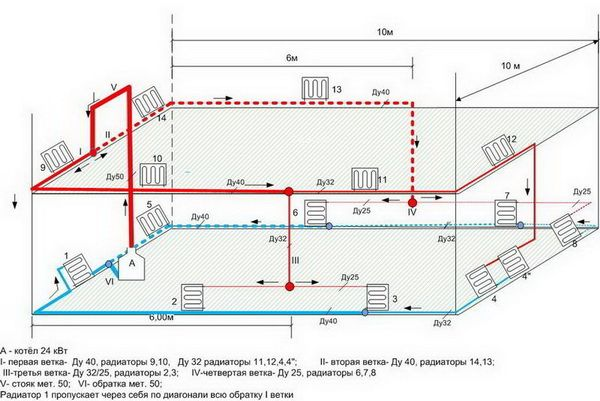 10м
6м
10 м
13
Ду40
V
14
II
I
9
12
10
Ду50
Ду40
Ду32
11
Ду25
IV
Ду25
5
Ду40
6
7
Ду32
Ду32
8
1
A
VI
III
Ду25
4
4"
2
3
Ду40
Ду32
6,00м
А - котёл 24 кВт
I- первая ветка- Ду 40, радиаторы 9,10, Ду 32 радиаторы 11,12,4,4"; II- вторая ветка- Ду 40, радиаторы 14,13;
III-третья ветка- Ду 32/25, радиаторы 2,3; IV-четвертая ветка- Ду 25, радиаторы 6,7,8
V- стояк мет. 50; VI- обратка мет. 50;
Радиатор 1 пропускает через себя по диагонали всю обратку I ветки